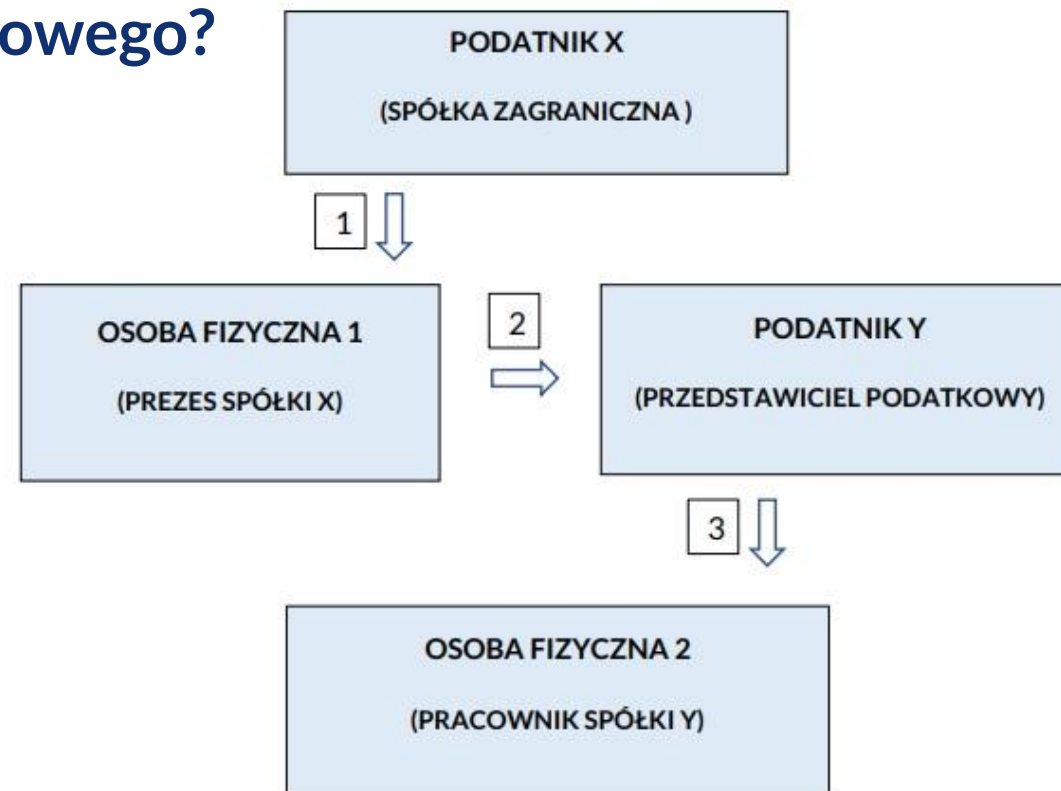 owego?
PODATNIK X
(SPÓŁKA ZAGRANICZNA )
1
OSOBA FIZYCZNA 1
(PREZES SPÓŁKI X)
2
PODATNIK Y
(PRZEDSTAWICIEL PODATKOWY)
3
OSOBA FIZYCZNA 2
(PRACOWNIK SPÓŁKI Y)